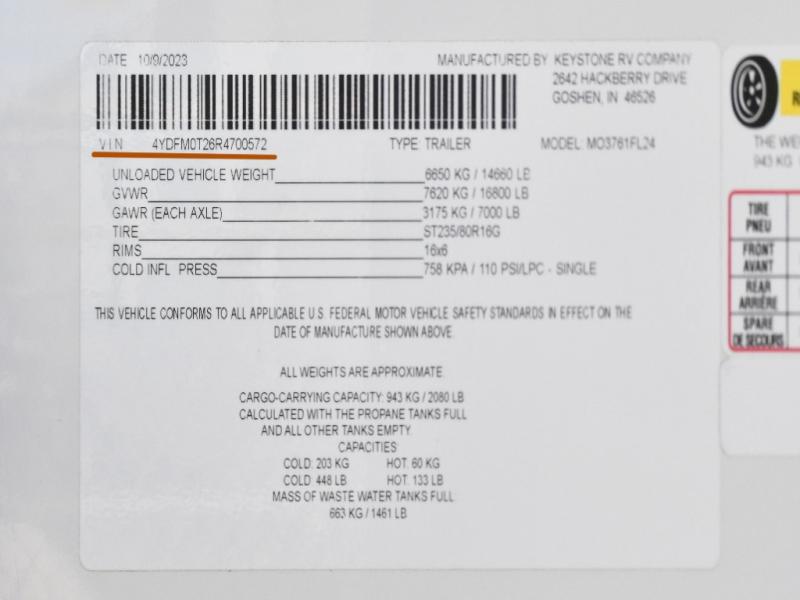 DATE 10/9/2023
MANUFACTURED BY KEYSTONE RV COMPANY
2642 HACKBERRY DRIVE
GOSHEN, IN 46526
VIN 4YDFM0T26R4700572 TYPE: TRAILER MODEL: MO3761FL24
UNLOADED VEHICLE WEIGHT 6650 KG / 14660 LB
GVWR 7620 KG / 16800 LB
GAWR (EACH AXLE) 3175 KG / 7000 LB
TIRE ST235/80R16G
RIMS 16x6
COLD INFL PRESS 758 KPA / 110 PSI/LPC - SINGLE
THIS VEHICLE CONFORMS TO ALL APPLICABLE U.S. FEDERAL MOTOR VEHICLE SAFETY STANDARDS IN EFFECT ON THE
DATE OF MANUFACTURE SHOWN ABOVE.
ALL WEIGHTS ARE APPROXIMATE
CARGO-CARRYING CAPACITY: 943 KG / 2080 LB
CALCULATED WITH THE PROPANE TANKS FULL
AND ALL OTHER TANKS EMPTY.
CAPACITIES:
COLD: 203 KG HOT: 60 KG
COLD: 448 LB HOT: 133 LB
MASS OF WASTE WATER TANKS FULL:
663 KG / 1461 LB
THE
943 KG
TIRE
PNEU
FRONT
AVANT
REAR
ARRIÈRE
SPARE
DE SECOURS